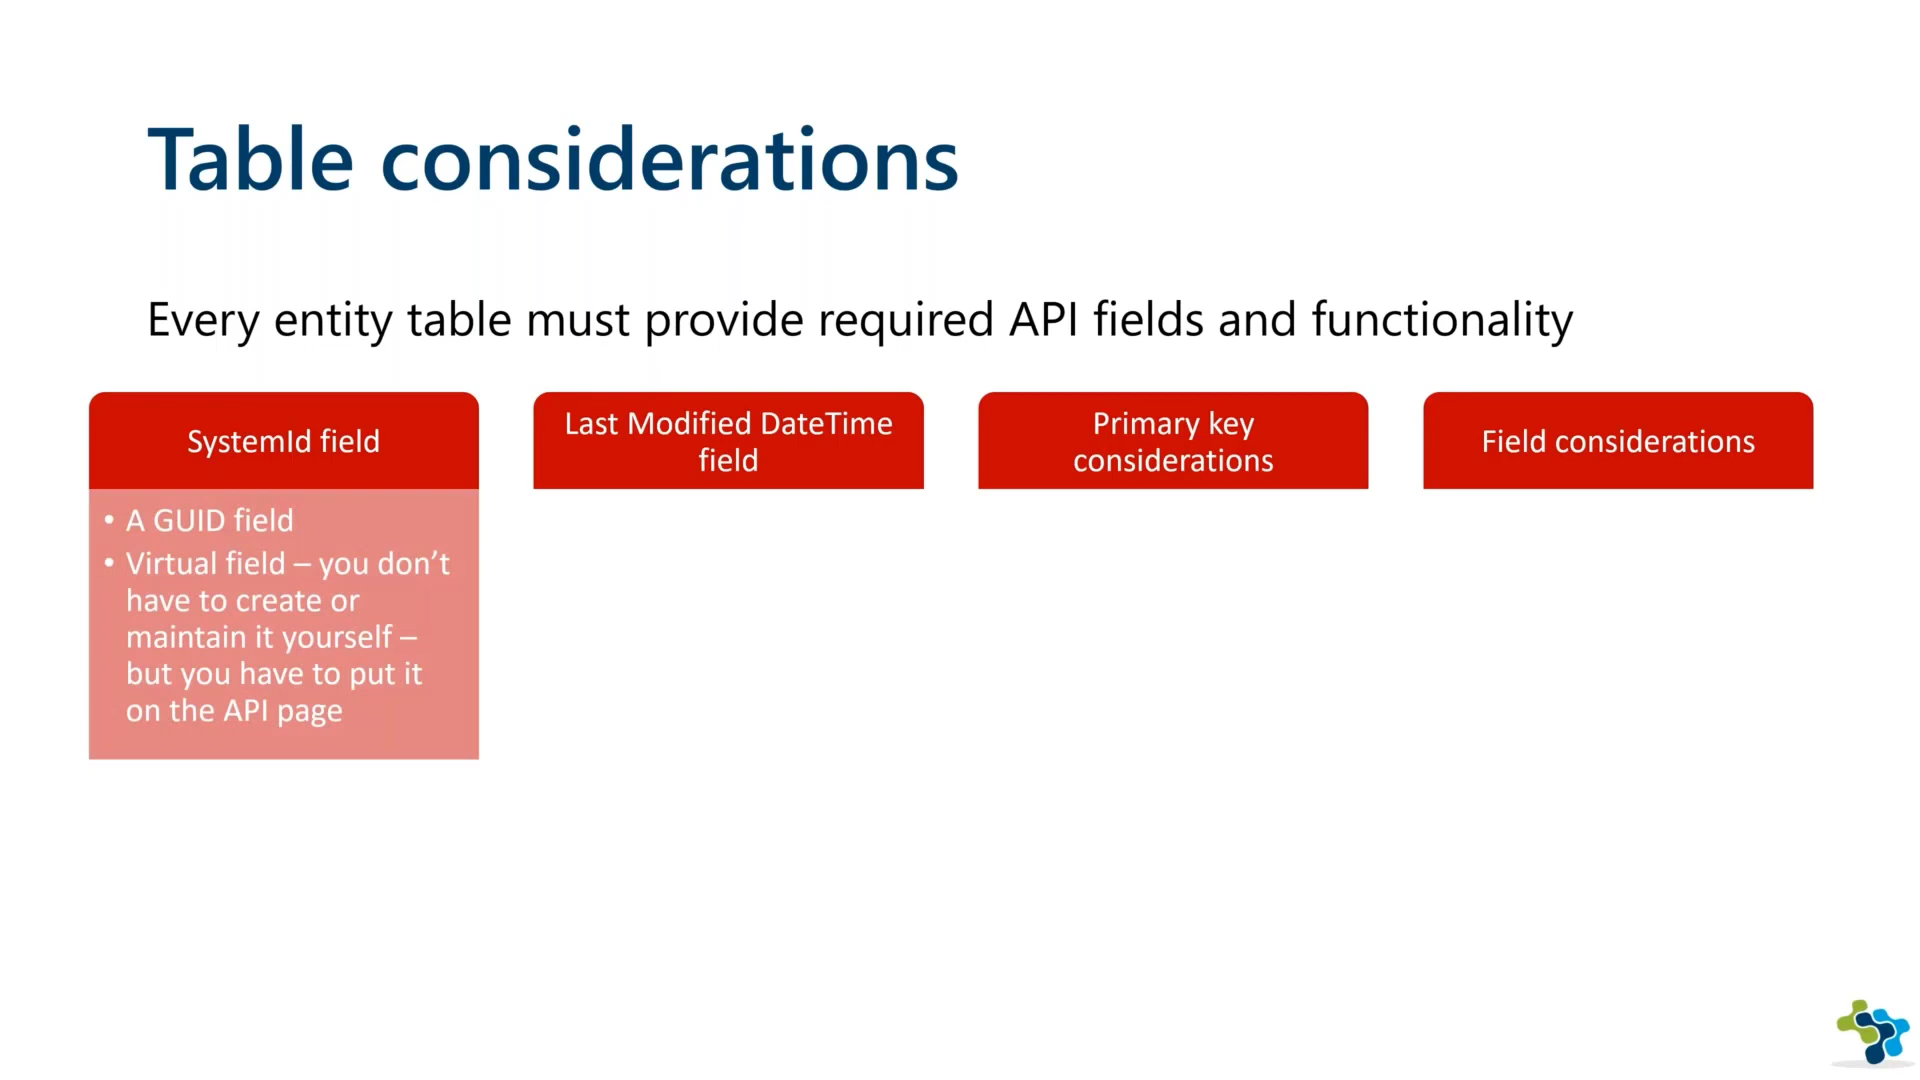 Table considerations
Every entity table must provide required API fields and functionality
SystemId field
• A GUID field
• Virtual field – you don’t
have to create or
maintain it yourself –
but you have to put it
on the API page
Last Modified DateTime
field
Primary key
considerations
Field considerations